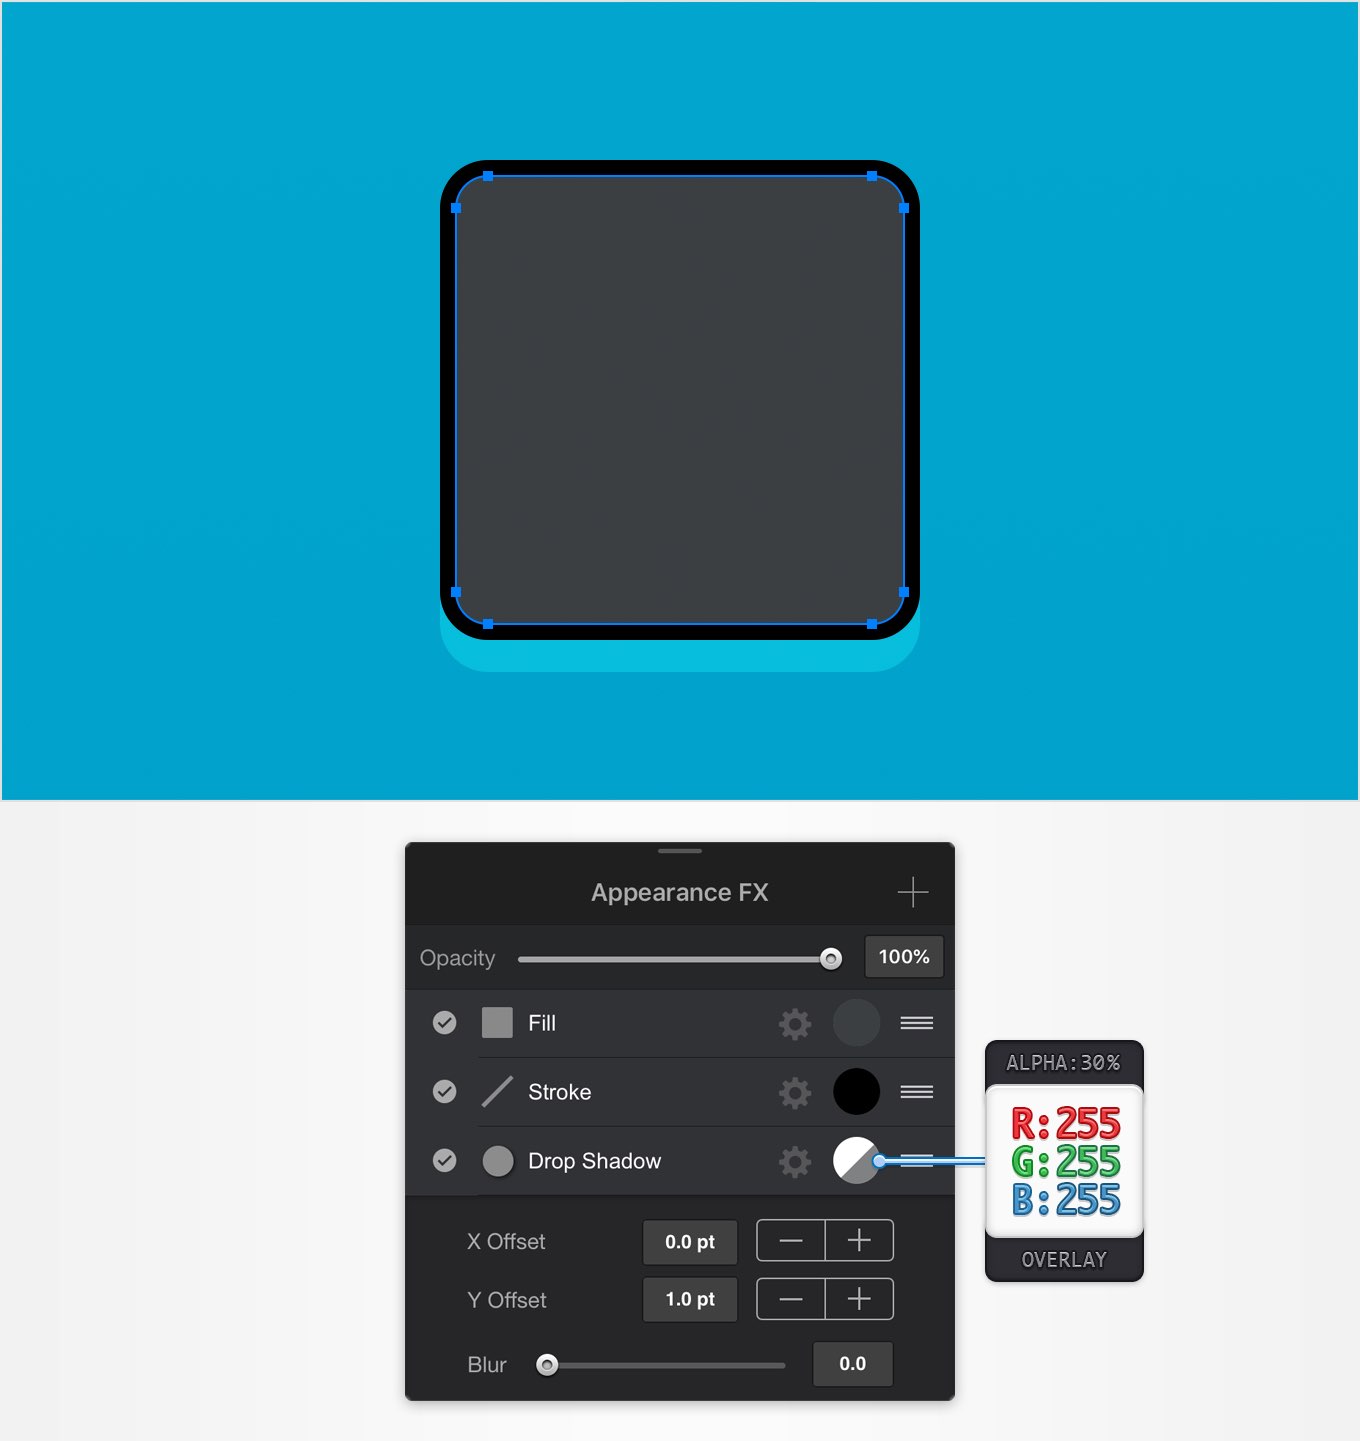 Appearance FX
Opacity 100%
Fill
Stroke
Drop Shadow
X Offset 0.0 pt
Y Offset 1.0 pt
Blur 0.0
ALPHA:30%
R:255
G:255
B:255
OVERLAY